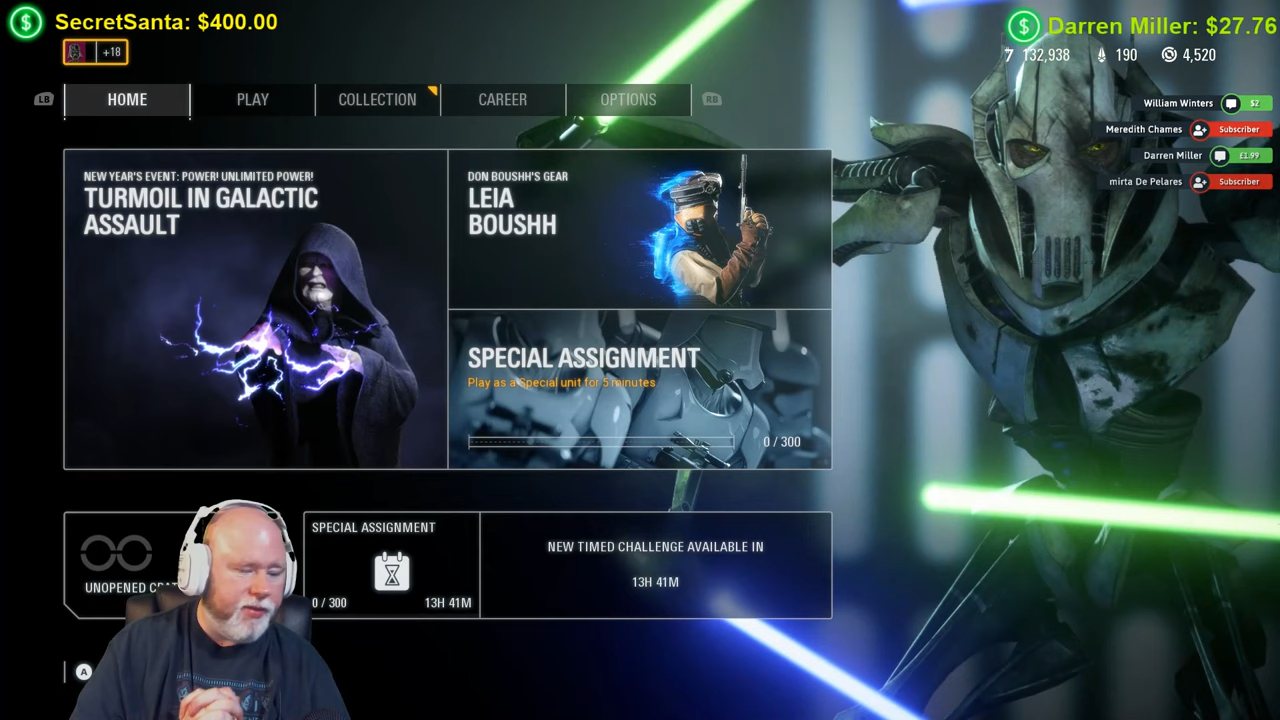 SecretSanta: $400.00
Darren Miller: $27.76
+18
7 132,938 190 4,520
LB HOME PLAY COLLECTION CAREER OPTIONS RB
William Winters $2
Meredith Chames Subscriber
Darren Miller £1.99
mirta De Pelares Subscriber
NEW YEAR'S EVENT: POWER! UNLIMITED POWER!
TURMOIL IN GALACTIC
ASSAULT
DON BOUSHH'S GEAR
LEIA
BOUSHH
SPECIAL ASSIGNMENT
Play as a Special unit for 5 minutes.
0 / 300
UNOPENED
SPECIAL ASSIGNMENT
0 / 300 13H 41M
NEW TIMED CHALLENGE AVAILABLE IN
13H 41M
A